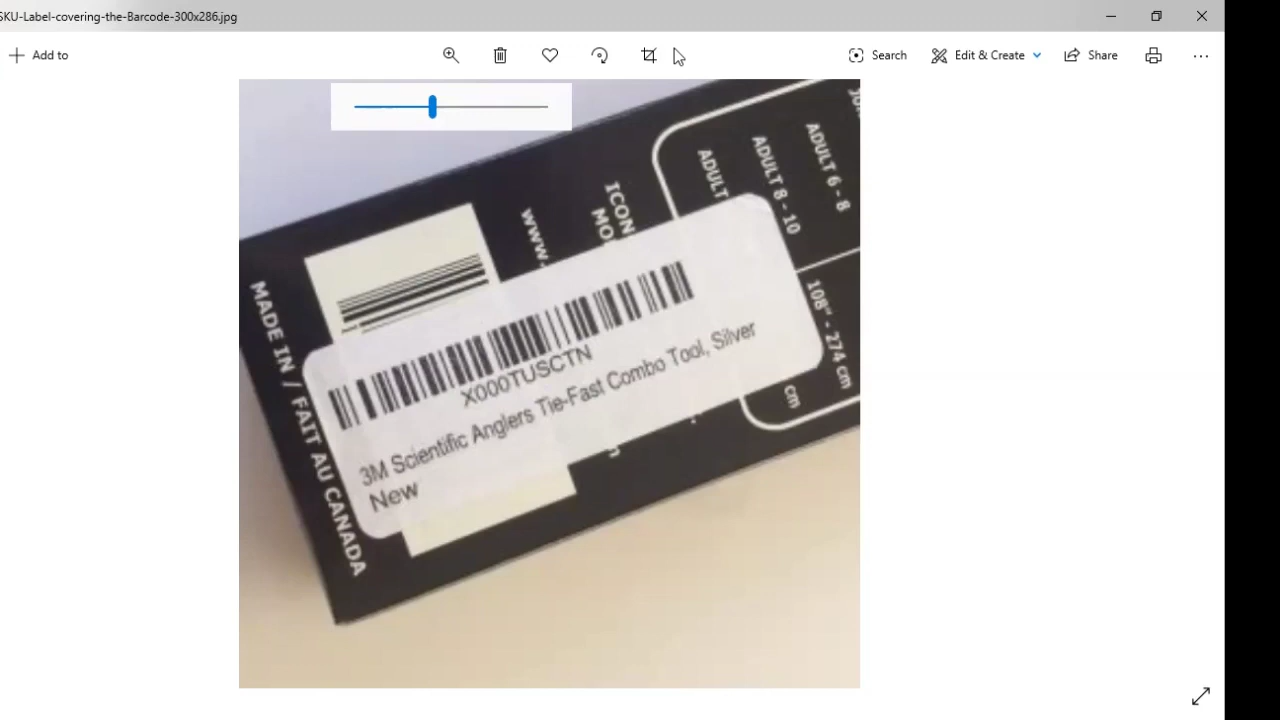 SKU-Label-covering-the-Barcode-300x286.jpg
Add to
Search
Edit & Create
Share
MADE IN / FAIT AU CANADA
www.
ICON
MO
ADULT
ADULT 8 - 10
ADULT 6 - 8
108" - 274 cm
cm
X000TUSCTN
3M Scientific Anglers Tie-Fast Combo Tool, Silver
New